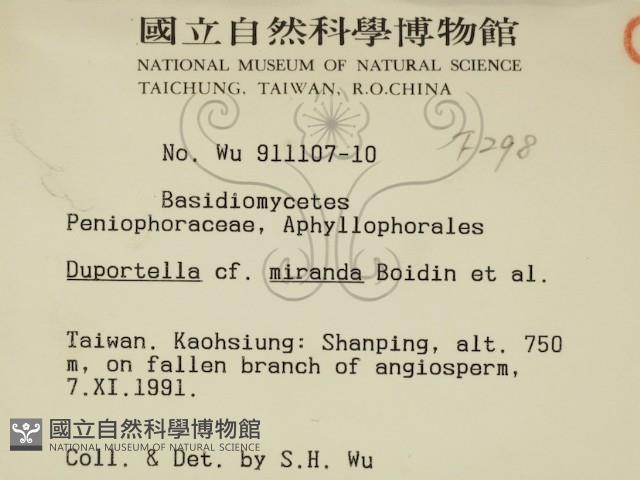 國立自然科學博物館
NATIONAL MUSEUM OF NATURAL SCIENCE
TAICHUNG, TAIWAN, R.O.CHINA
No. Wu 911107-10
F298
Basidiomycetes
Peniophoraceae, Aphyllophorales
Duportella cf. miranda Boidin et al.
Taiwan. Kaohsiung: Shanping, alt. 750
m, on fallen branch of angiosperm,
7.XI.1991.
國立自然科學博物館
NATIONAL MUSEUM OF NATURAL SCIENCE
Coll. & Det. by S.H. Wu